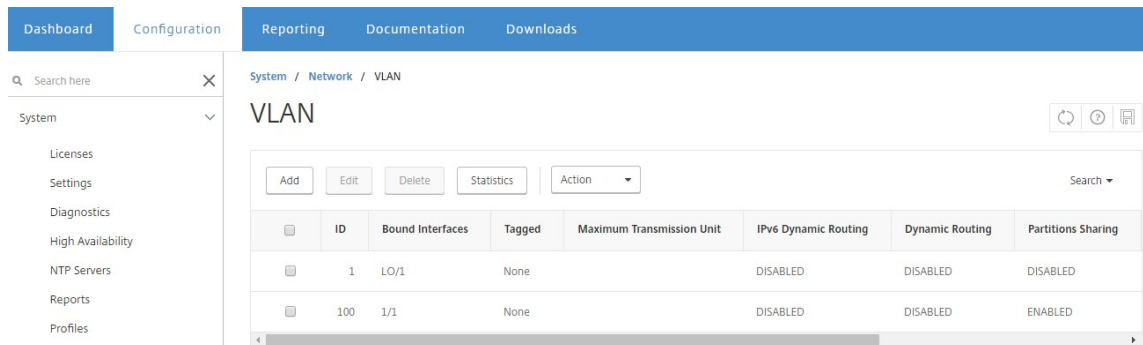 Dashboard Configuration Reporting Documentation Downloads
Search here
System / Network / VLAN
System
VLAN
Licenses
Settings
Diagnostics
High Availability
NTP Servers
Reports
Profiles
Add Edit Delete Statistics Action Search
ID Bound Interfaces Tagged Maximum Transmission Unit IPv6 Dynamic Routing Dynamic Routing Partitions Sharing
1 LO/1 None DISABLED DISABLED DISABLED
100 1/1 None DISABLED DISABLED ENABLED